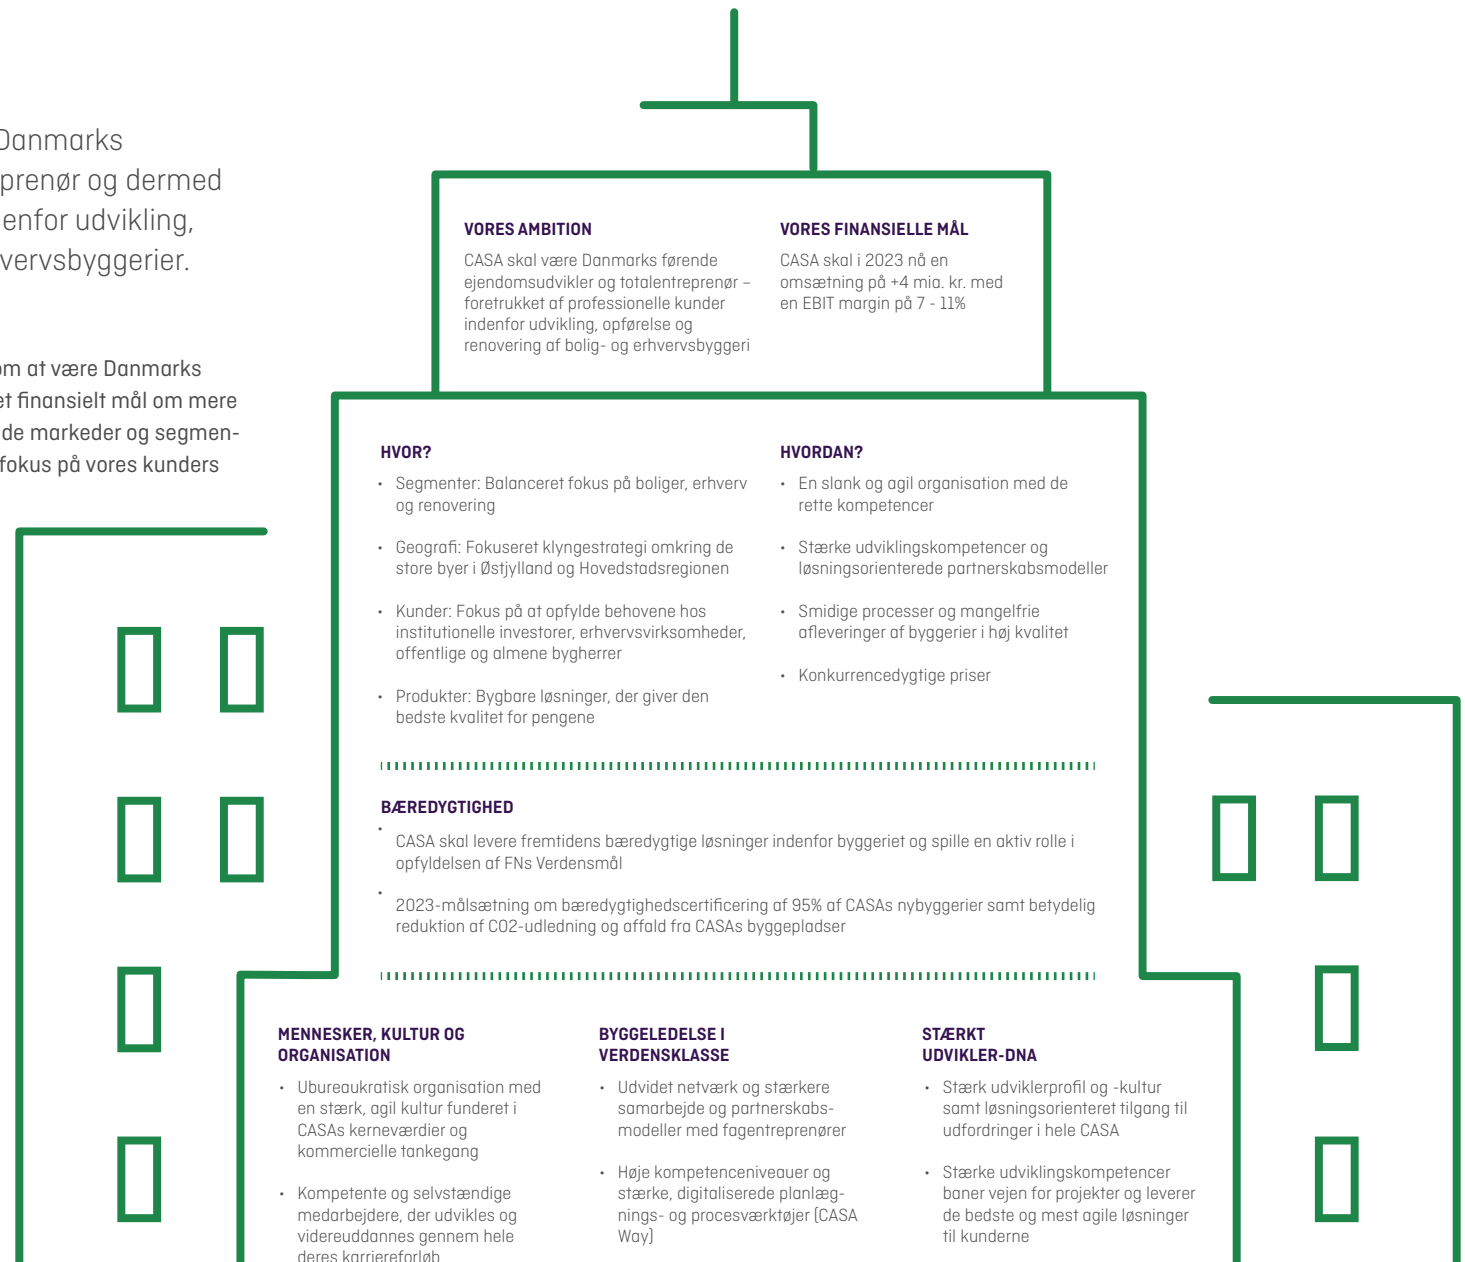 Danmarks
prenør og dermed
enfor udvikling,
vervsbyggerier.
om at være Danmarks
et finansielt mål om mere
de markeder og segmen-
fokus på vores kunders
VORES AMBITION
CASA skal være Danmarks førende
ejendomsudvikler og totalentreprenør –
foretrukket af professionelle kunder
indenfor udvikling, opførelse og
renovering af bolig- og erhvervsbyggeri
VORES FINANSIELLE MÅL
CASA skal i 2023 nå en
omsætning på +4 mia. kr. med
en EBIT margin på 7 - 11%
HVOR?
• Segmenter: Balanceret fokus på boliger, erhverv
og renovering
• Geografi: Fokuseret klyngestrategi omkring de
store byer i Østjylland og Hovedstadsregionen
• Kunder: Fokus på at opfylde behovene hos
institutionelle investorer, erhvervsvirksomheder,
offentlige og almene bygherrer
• Produkter: Bygbare løsninger, der giver den
bedste kvalitet for pengene
HVORDAN?
• En slank og agil organisation med de
rette kompetencer
• Stærke udviklingskompetencer og
løsningsorienterede partnerskabsmodeller
• Smidige processer og mangelfrie
afleveringer af byggerier i høj kvalitet
• Konkurrencedygtige priser
BÆREDYGTIGHED
• CASA skal levere fremtidens bæredygtige løsninger indenfor byggeriet og spille en aktiv rolle i
opfyldelsen af FNs Verdensmål
• 2023-målsætning om bæredygtighedscertificering af 95% af CASAs nybyggerier samt betydelig
reduktion af CO2-udledning og affald fra CASAs byggepladser
MENNESKER, KULTUR OG
ORGANISATION
• Ubureaukratisk organisation med
en stærk, agil kultur funderet i
CASAs kerneværdier og
kommercielle tankegang
• Kompetente og selvstændige
medarbejdere, der udvikles og
videreuddannes gennem hele
deres karriereforløb
BYGGELEDELSE I
VERDENSKLASSE
• Udvidet netværk og stærkere
samarbejde og partnerskabs-
modeller med fagentreprenører
• Høje kompetenceniveauer og
stærke, digitaliserede planlæg-
nings- og procesværktøjer (CASA
Way)
STÆRKT
UDVIKLER-DNA
• Stærk udviklerprofil og -kultur
samt løsningsorienteret tilgang til
udfordringer i hele CASA
• Stærke udviklingskompetencer
baner vejen for projekter og leverer
de bedste og mest agile løsninger
til kunderne